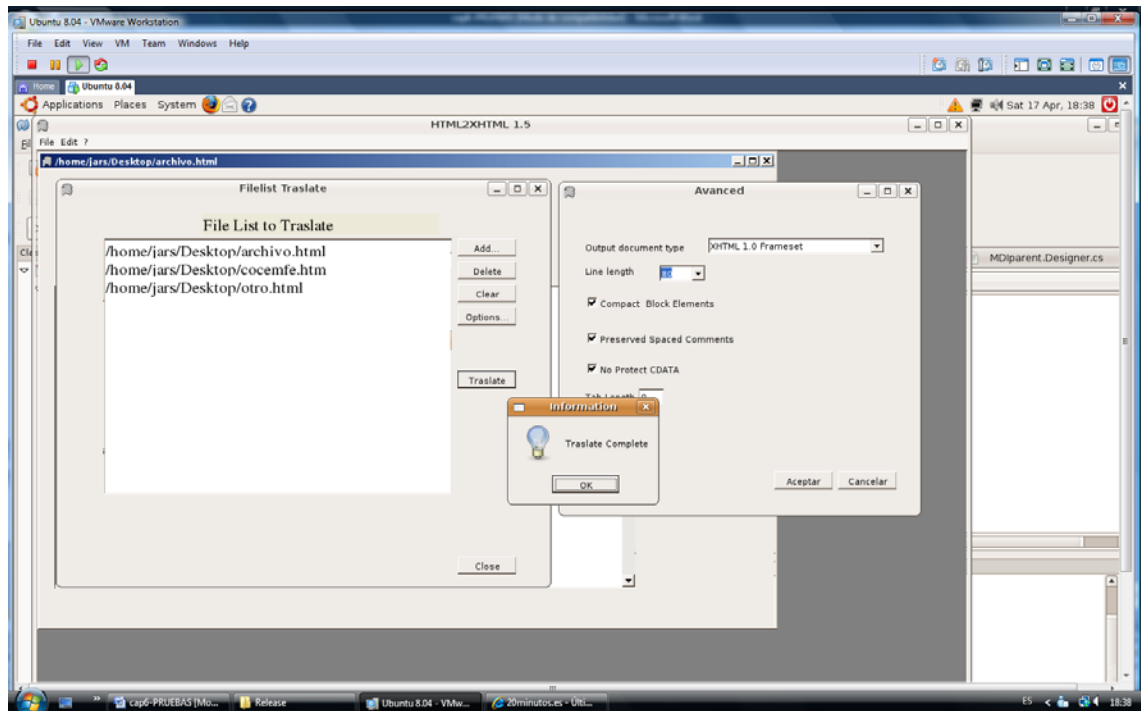 Ubuntu 8.04 - VMware Workstation
File Edit View VM Team Windows Help
Home Ubuntu 8.04
Applications Places System Sat 17 Apr, 18:38
HTML2XHTML 1.5
File Edit ?
/home/jars/Desktop/archivo.html
Filelist Traslate
File List to Traslate
/home/jars/Desktop/archivo.html
/home/jars/Desktop/cocemfe.htm
/home/jars/Desktop/otro.html
Add...
Delete
Clear
Options...
Traslate
Close
Avanced
Output document type XHTML 1.0 Frameset
Line length
Compact Block Elements
Preserved Spaced Comments
No Protect CDATA
Tab Length
Aceptar Cancelar
Information
Traslate Complete
OK
MDIparent.Designer.cs
cap6-PRUEBAS [Mo... Release Ubuntu 8.04 - VMw... 20minutos.es - Últi... ES 18:38